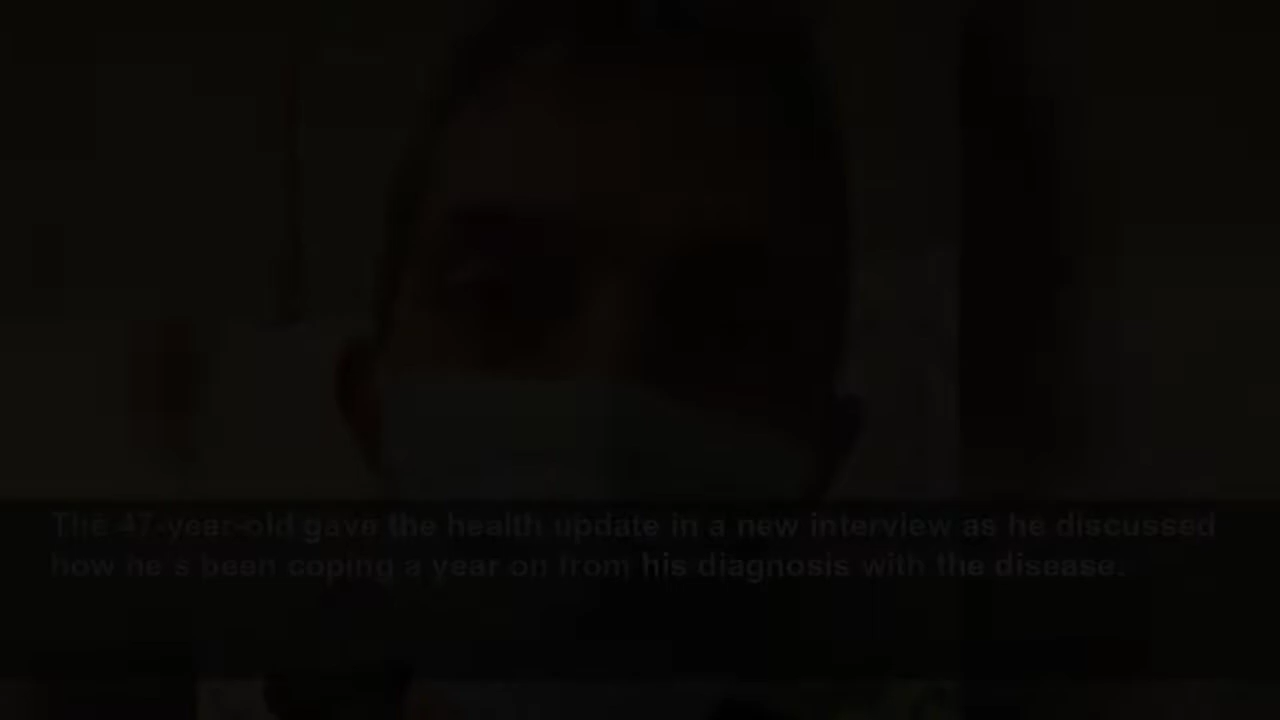 The 47-year-old gave the health update in a new interview as he discussed
how he's been coping a year on from his diagnosis with the disease.